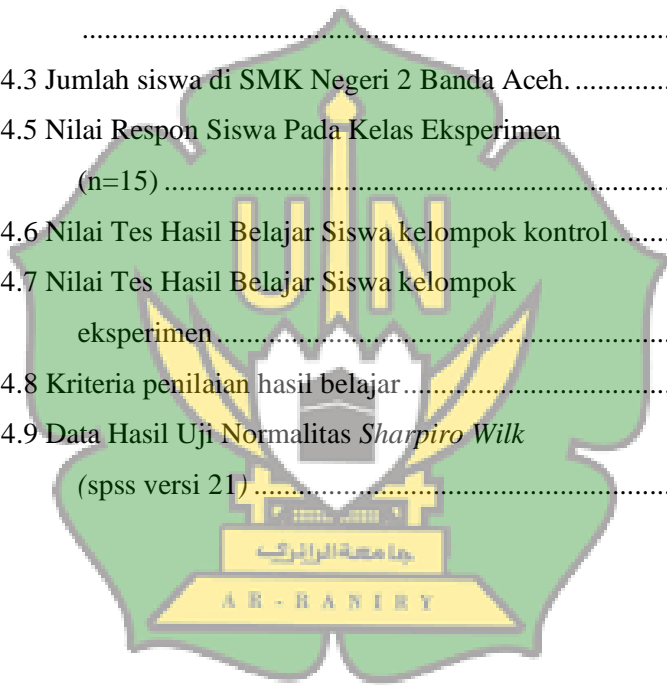 ................................................................................
4.3 Jumlah siswa di SMK Negeri 2 Banda Aceh. .............
4.5 Nilai Respon Siswa Pada Kelas Eksperimen
(n=15) ....................................................................
4.6 Nilai Tes Hasil Belajar Siswa kelompok kontrol ........
4.7 Nilai Tes Hasil Belajar Siswa kelompok
eksperimen .............................................................
4.8 Kriteria penilaian hasil belajar ....................................
4.9 Data Hasil Uji Normalitas Sharpiro Wilk
(spss versi 21) ........................................................
UIN
جامعة الرانري
AR-RANIRY